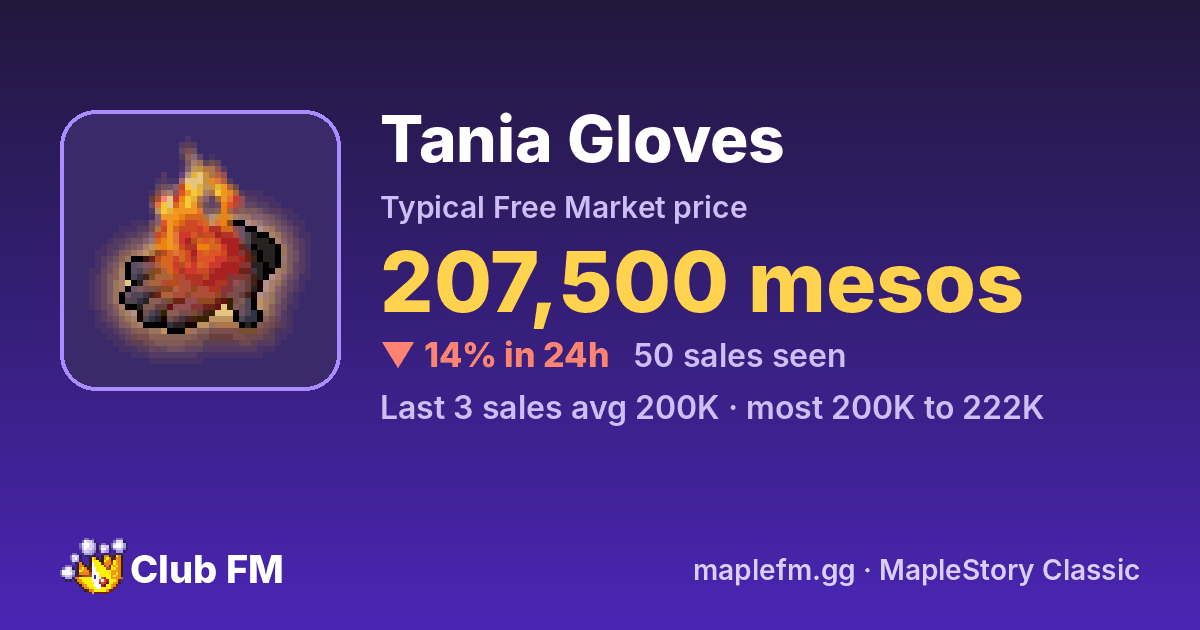 Tania Gloves
Typical Free Market price
207,500 mesos
▼ 14% in 24h 50 sales seen
Last 3 sales avg 200K · most 200K to 222K
Club FM
maplefm.gg · MapleStory Classic